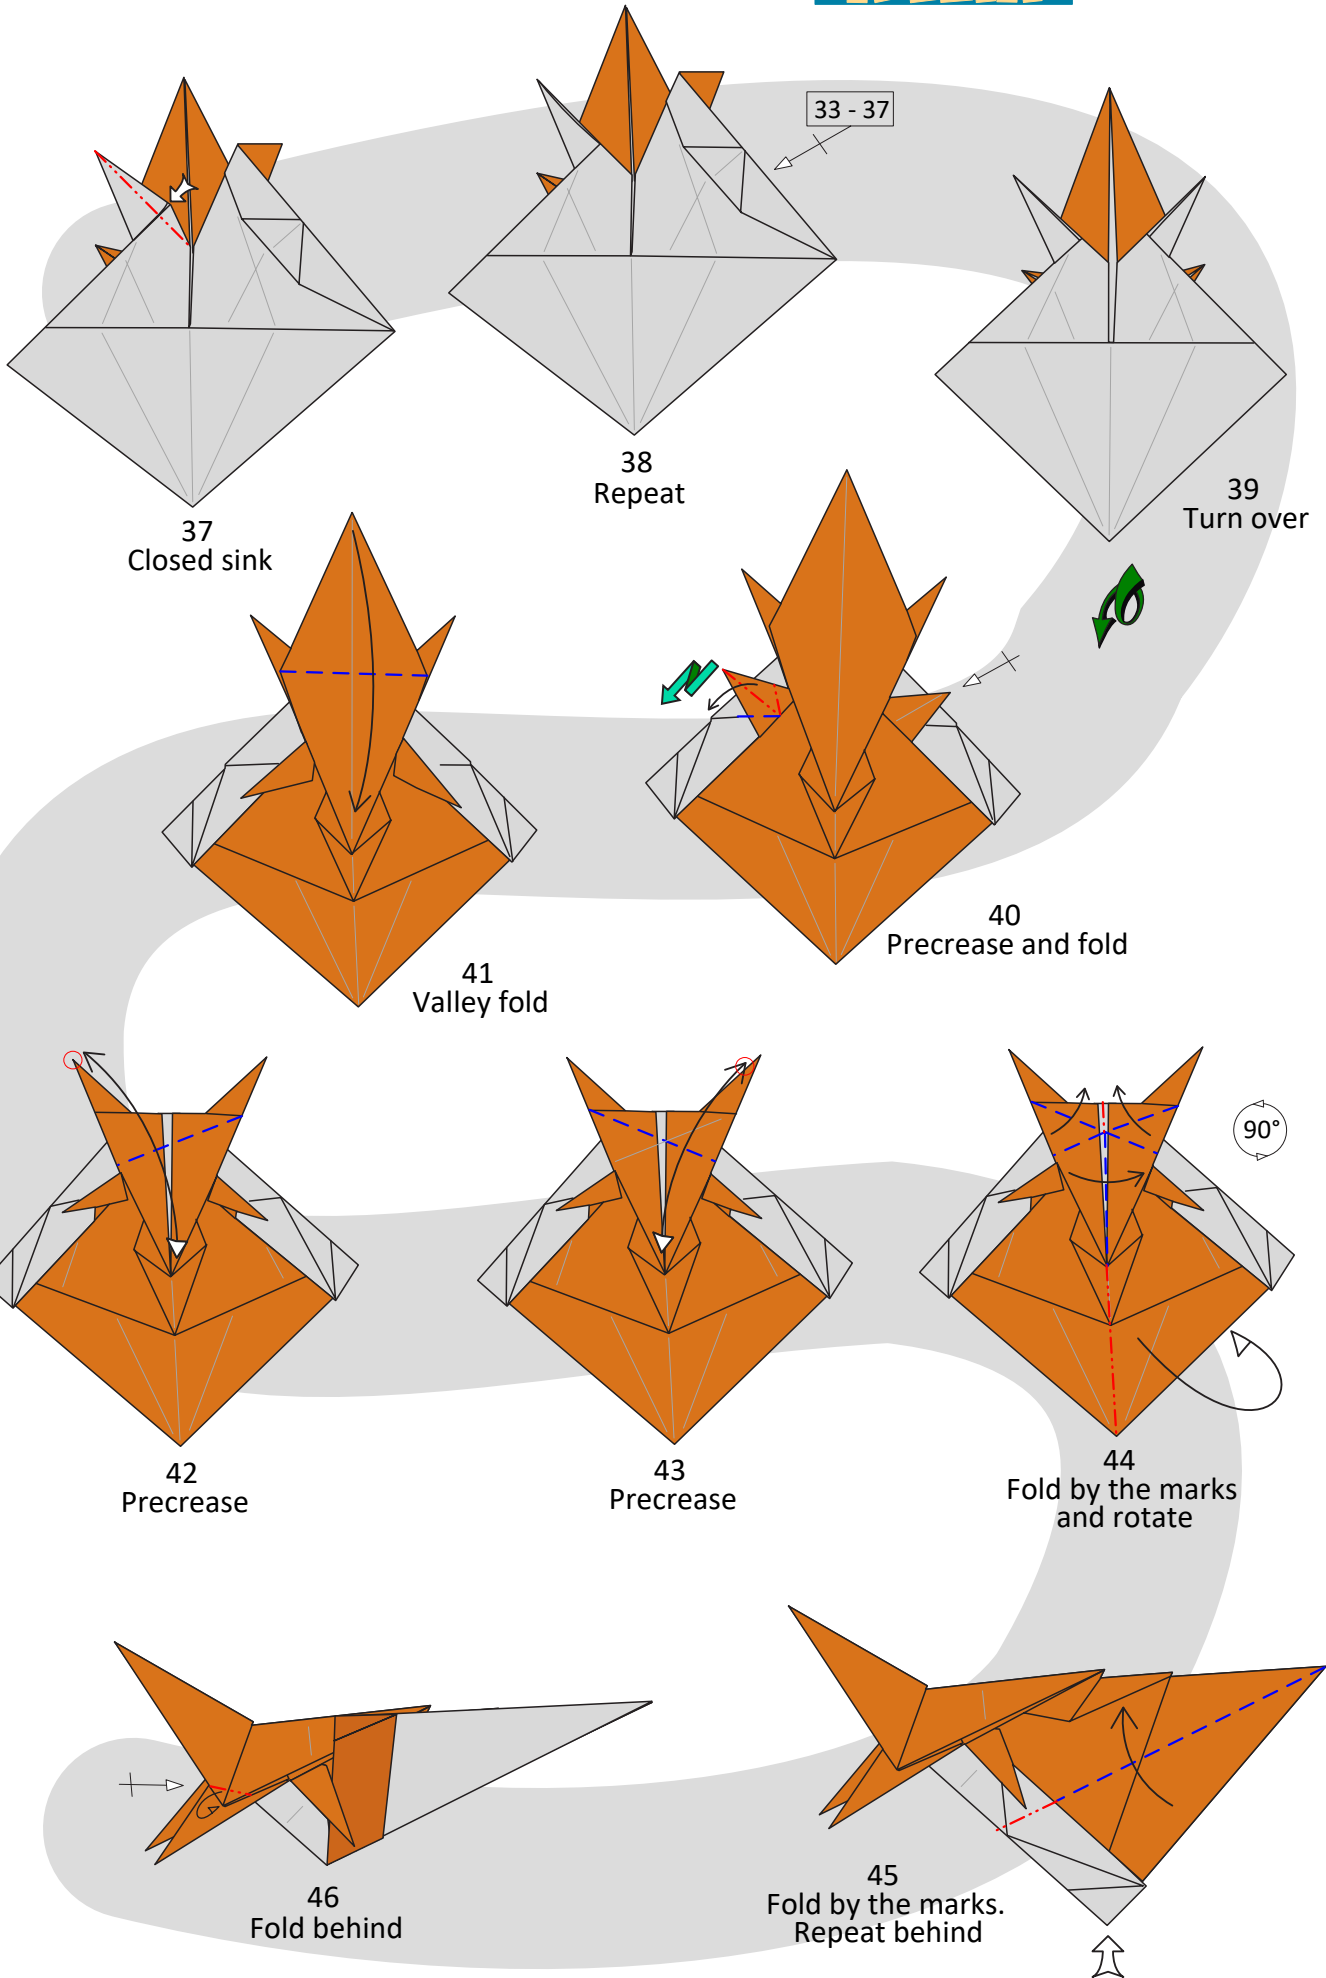 33 - 37
37
Closed sink
38
Repeat
39
Turn over
40
Precrease and fold
41
Valley fold
42
Precrease
43
Precrease
90°
44
Fold by the marks
and rotate
45
Fold by the marks.
Repeat behind
46
Fold behind